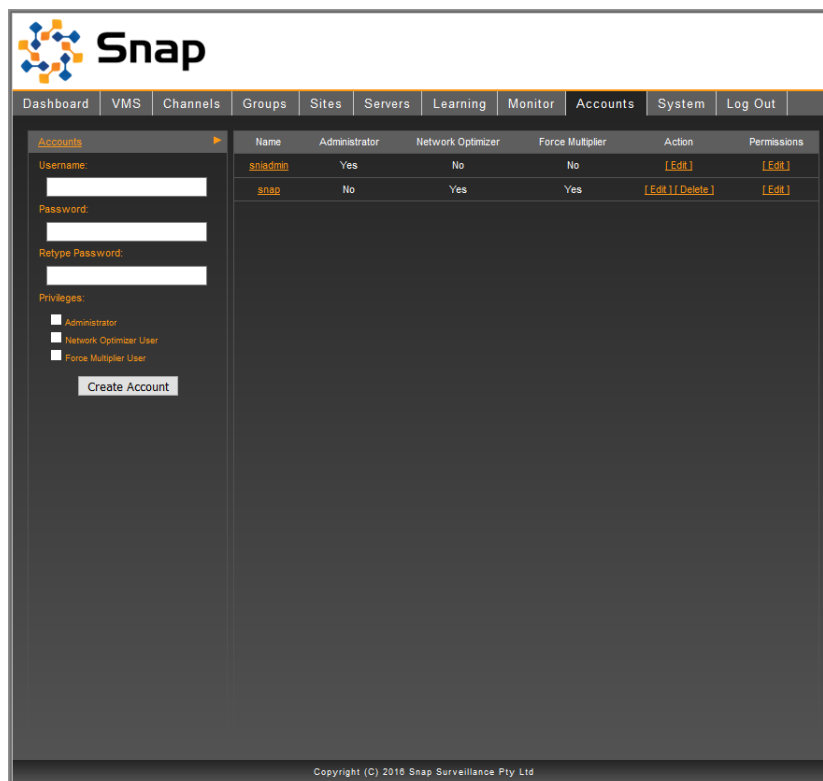 Snap
Dashboard VMS Channels Groups Sites Servers Learning Monitor Accounts System Log Out
Accounts
Username:
Password:
Retype Password:
Privileges:
Administrator
Network Optimizer User
Force Multiplier User
Create Account
Name Administrator Network Optimizer Force Multiplier Action Permissions
sniadmin Yes No No [ Edit ] [ Edit ]
snap No Yes Yes [ Edit ] [ Delete ] [ Edit ]
Copyright (C) 2016 Snap Surveillance Pty Ltd